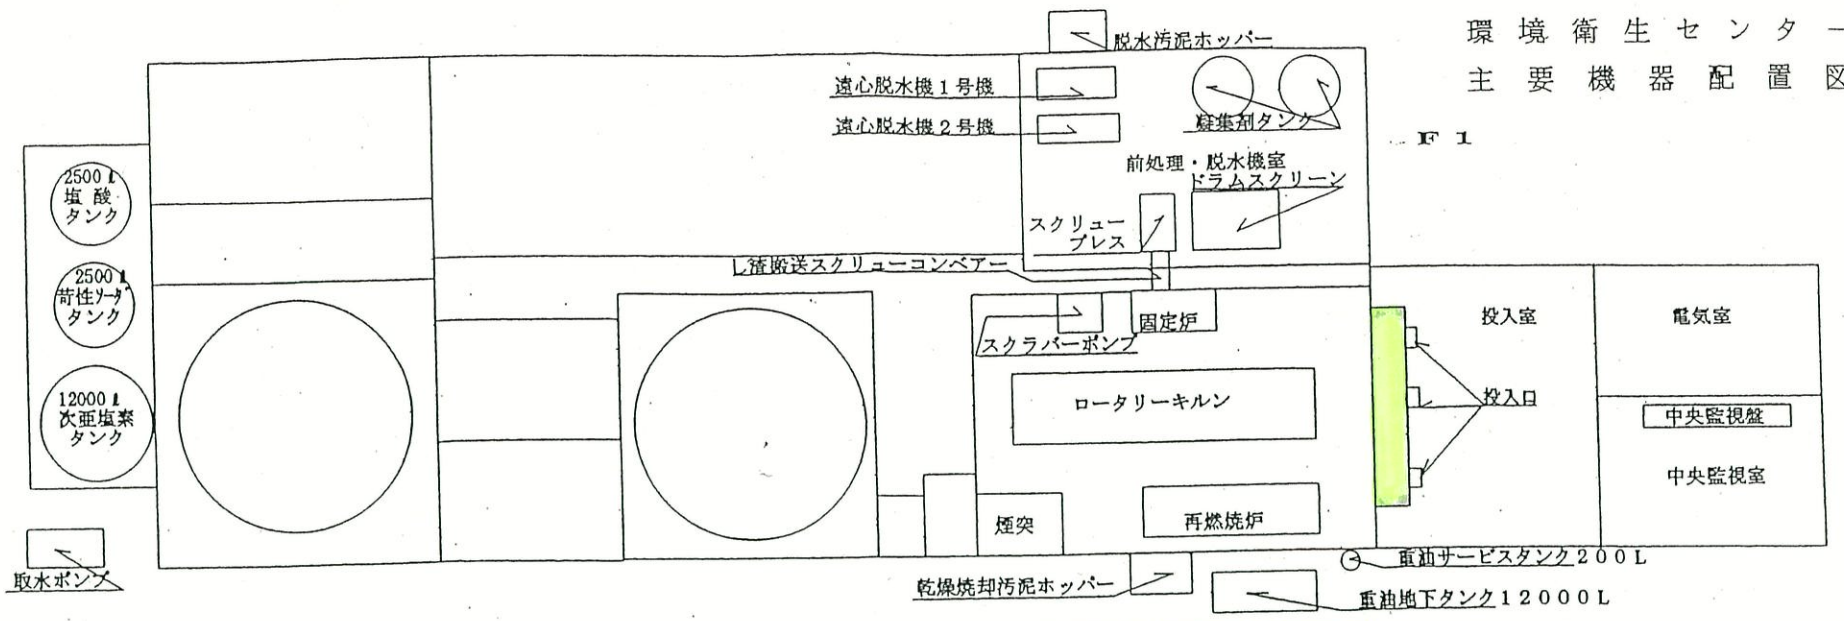 環境衛生センター
主要機器配置図
F1
脱水汚泥ホッパー
遠心脱水機1号機
遠心脱水機2号機
凝集剤タンク
前処理・脱水機室
ドラムスクリーン
スクリュー
プレス
し渣搬送スクリューコンベアー
2500ℓ
塩酸
タンク
2500ℓ
苛性ソーダ
タンク
12000ℓ
次亜塩素
タンク
固定炉
スクラバーポンプ
ロータリーキルン
投入室
電気室
投入口
中央監視盤
中央監視室
煙突
再燃焼炉
取水ポンプ
乾燥焼却汚泥ホッパー
重油サービスタンク200L
重油地下タンク12000L